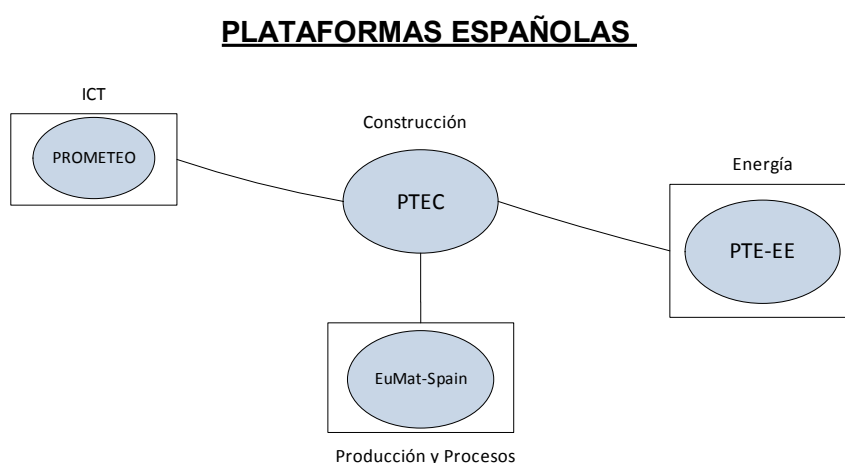 PLATAFORMAS ESPAÑOLAS
ICT
PROMETEO
Construcción
PTEC
Energía
PTE-EE
EuMat-Spain
Producción y Procesos